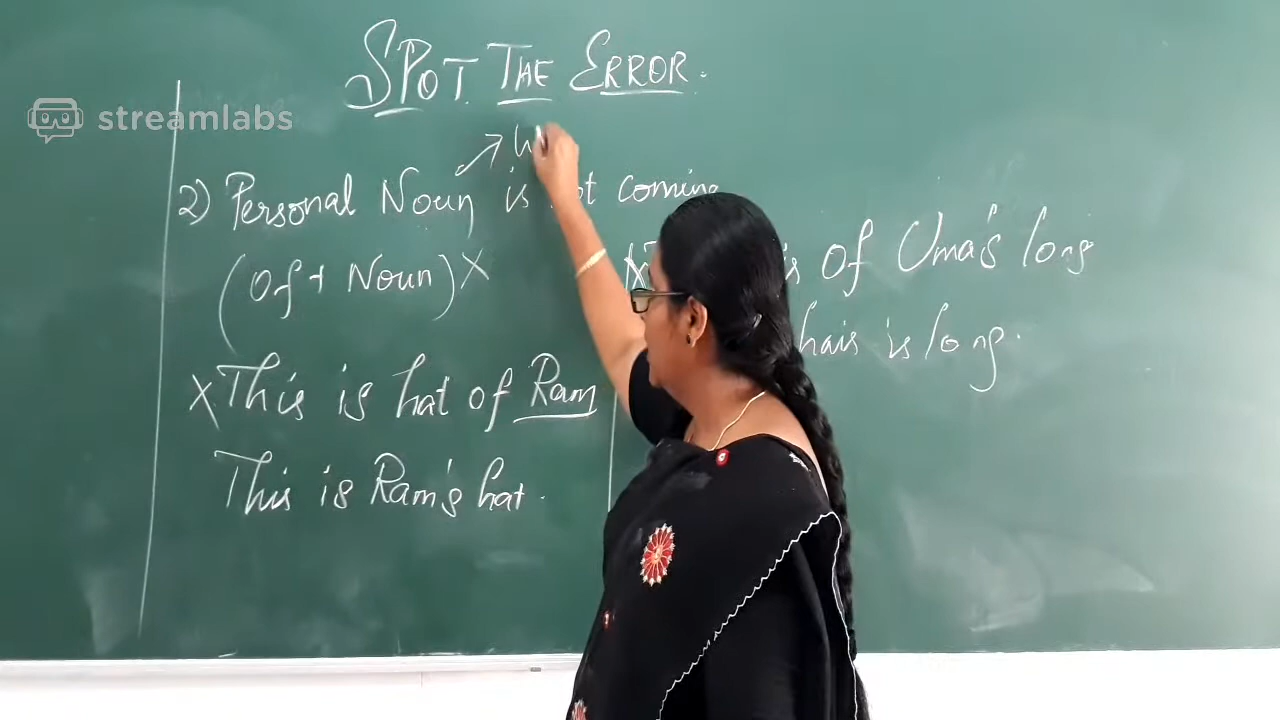 SPOT THE ERROR.
streamlabs
2) Personal Noun is not coming
(Of + Noun) X
X This is hat of Ram
This is Ram's hat.
X is of Uma's long
hair is long.